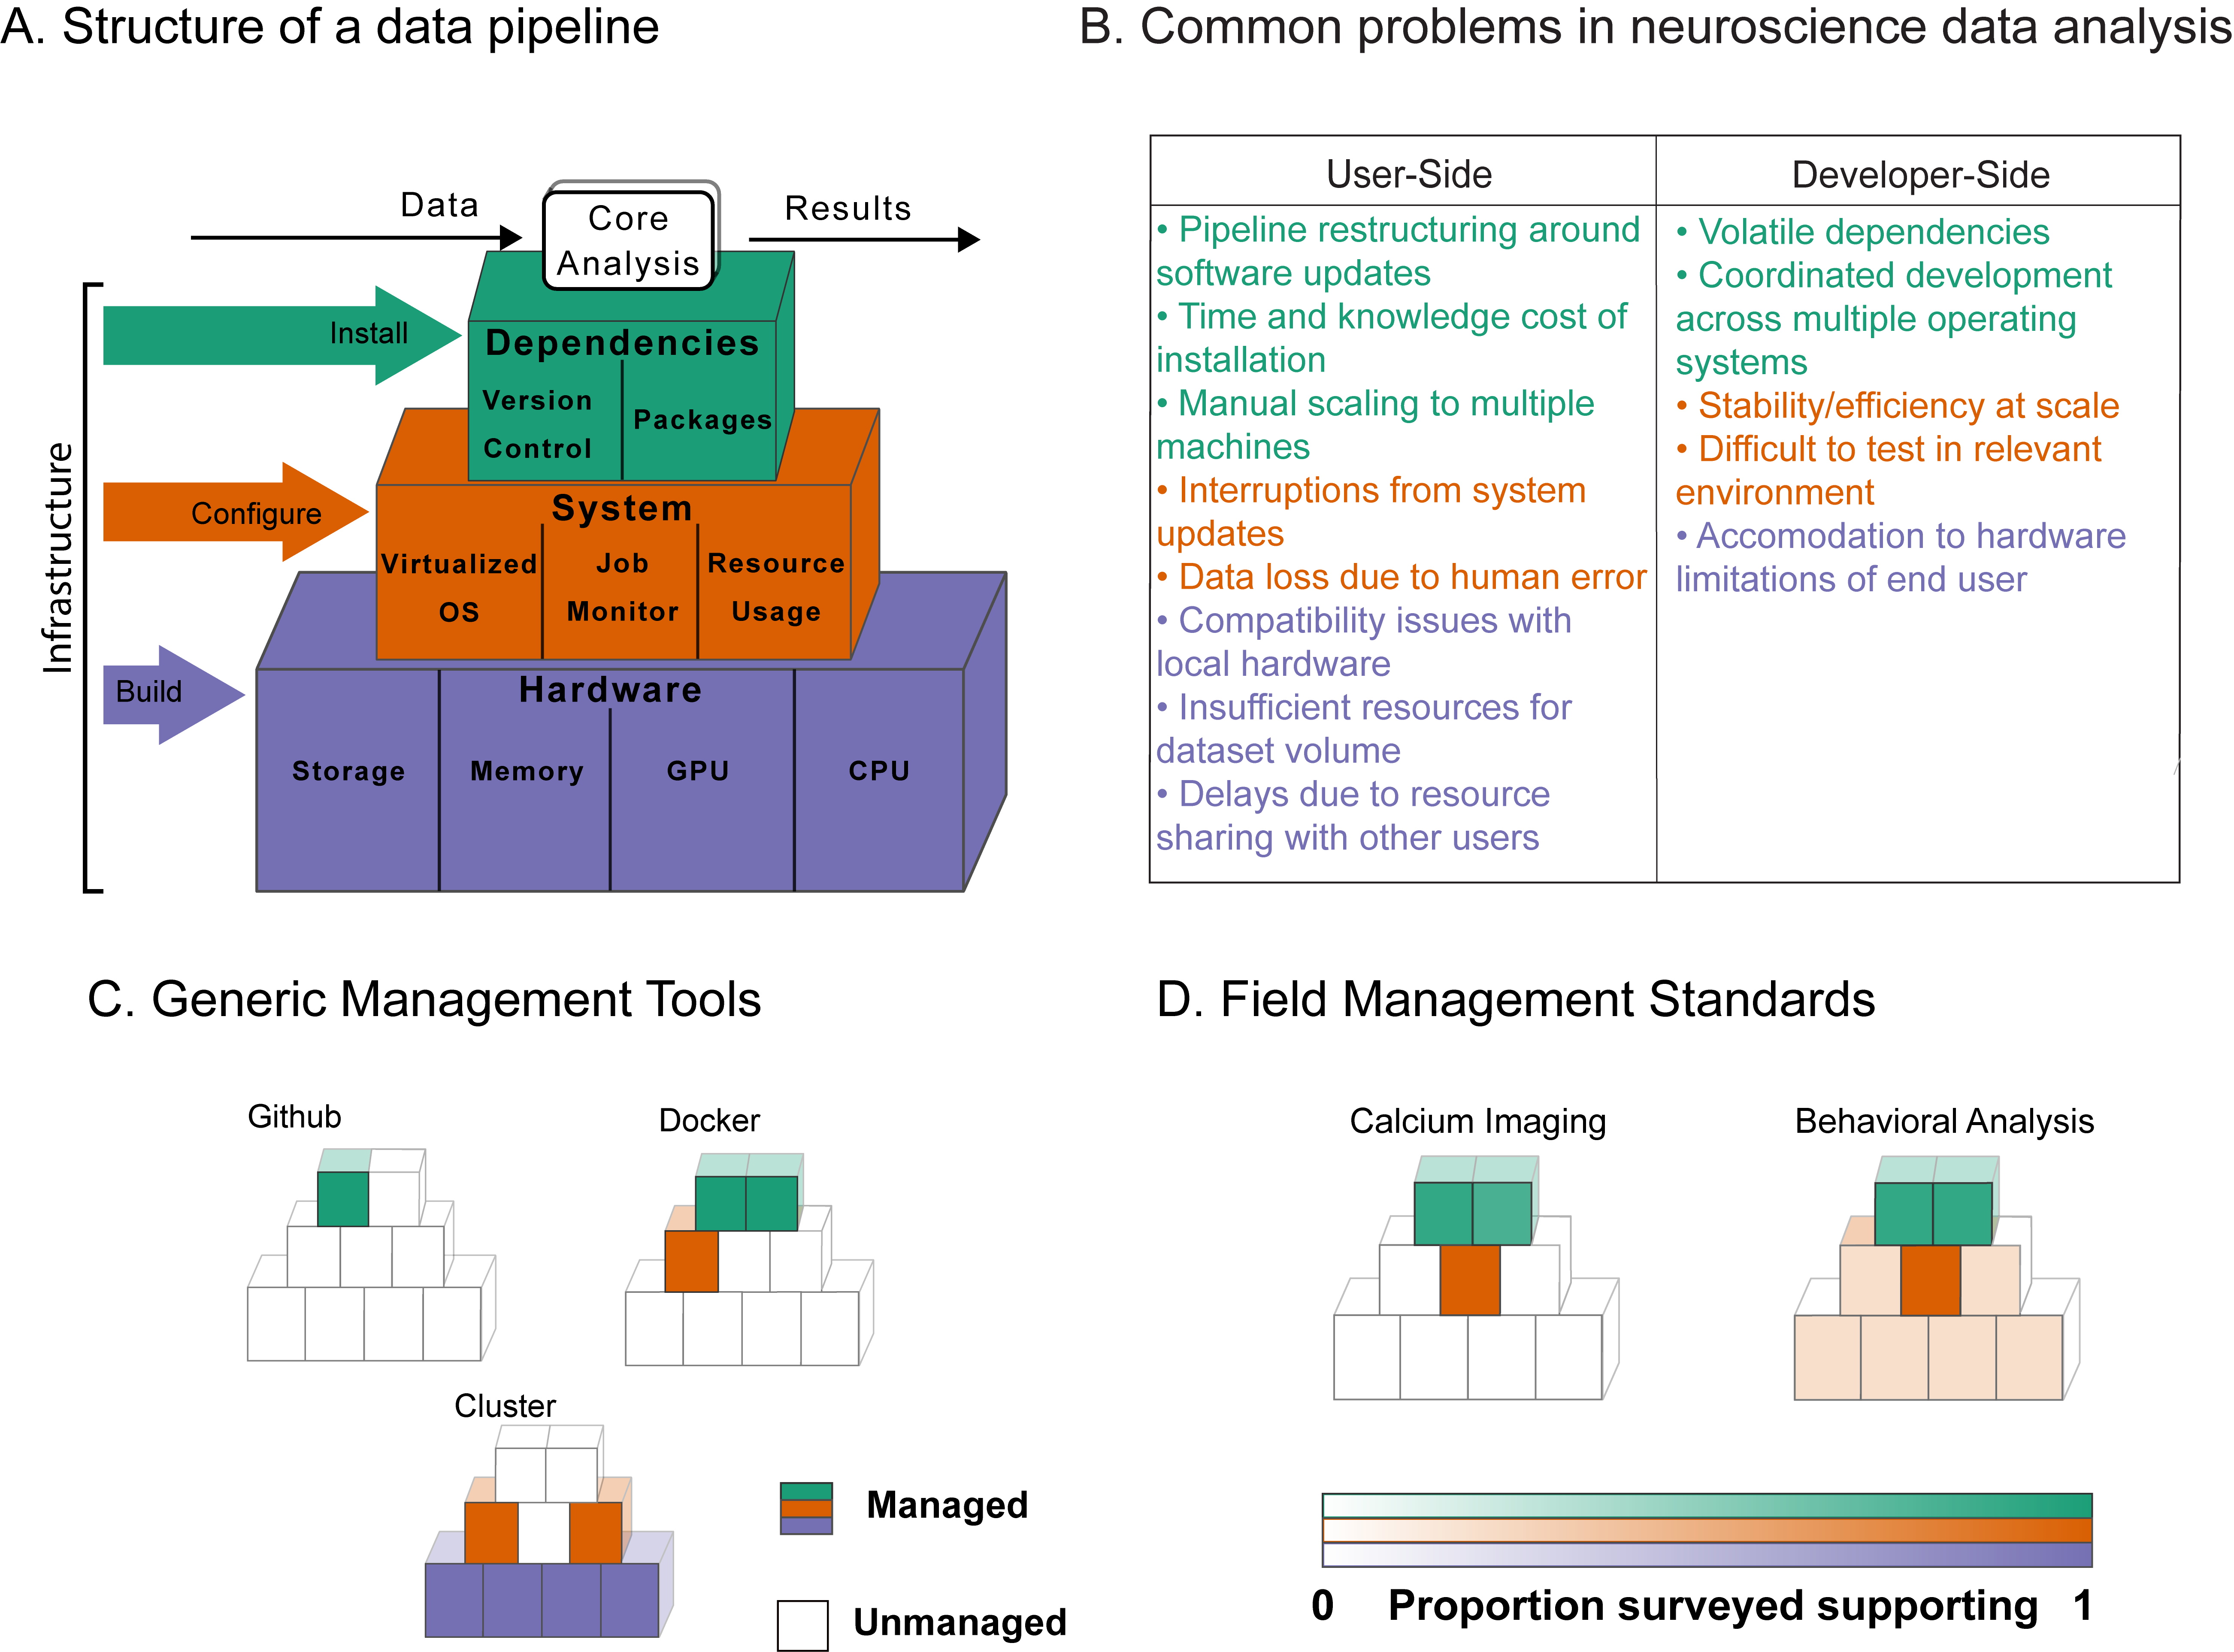 A. Structure of a data pipeline
Data
Core
Analysis
Results
Infrastructure
Install
Dependencies
Version
Control
Packages
Configure
System
Virtualized
OS
Job
Monitor
Resource
Usage
Build
Hardware
Storage
Memory
GPU
CPU
B. Common problems in neuroscience data analysis
User-Side
• Pipeline restructuring around
software updates
• Time and knowledge cost of
installation
• Manual scaling to multiple
machines
• Interruptions from system
updates
• Data loss due to human error
• Compatibility issues with
local hardware
• Insufficient resources for
dataset volume
• Delays due to resource
sharing with other users
Developer-Side
• Volatile dependencies
• Coordinated development
across multiple operating
systems
• Stability/efficiency at scale
• Difficult to test in relevant
environment
• Accomodation to hardware
limitations of end user
C. Generic Management Tools
Github
Docker
Cluster
Managed
Unmanaged
D. Field Management Standards
Calcium Imaging
Behavioral Analysis
0 Proportion surveyed supporting 1